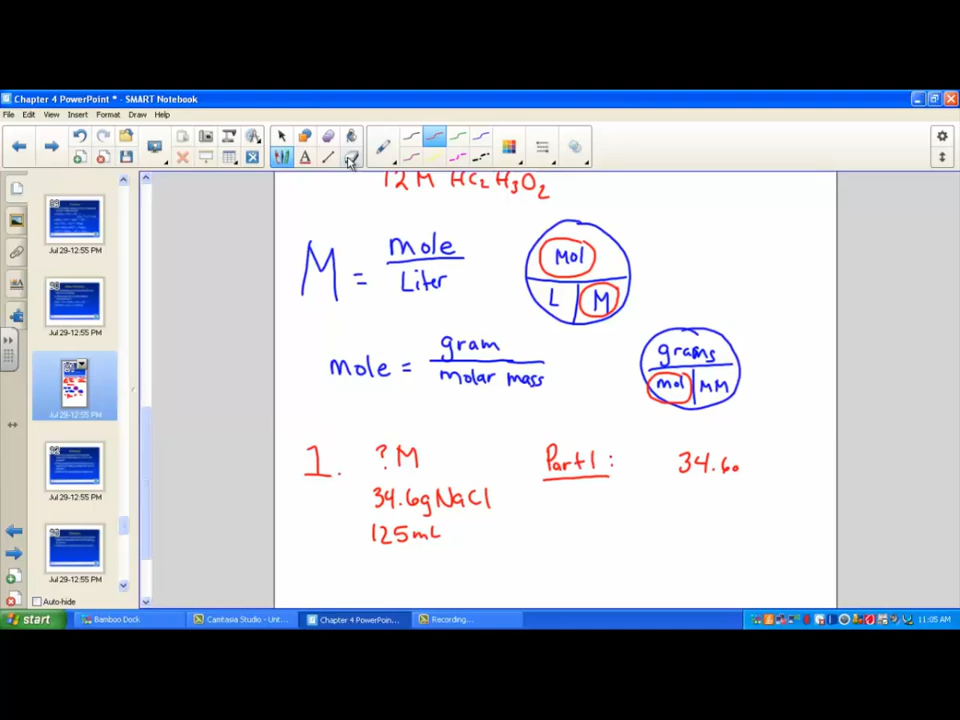 Chapter 4 PowerPoint * - SMART Notebook
File Edit View Insert Format Draw Help
12 M HC2H3O2
Jul 29-12:55 PM
M = mole / Liter
Mol
L M
Jul 29-12:55 PM
mole = gram / molar mass
grams
mol MM
Jul 29-12:55 PM
1. ? M
Part 1: 34.60
34.6g NaCl
125mL
Jul 29-12:55 PM
Jul 29-12:55 PM
Auto-hide
start
Bamboo Dock
Camtasia Studio - Unt...
Chapter 4 PowerPoin...
Recording...
11:05 AM